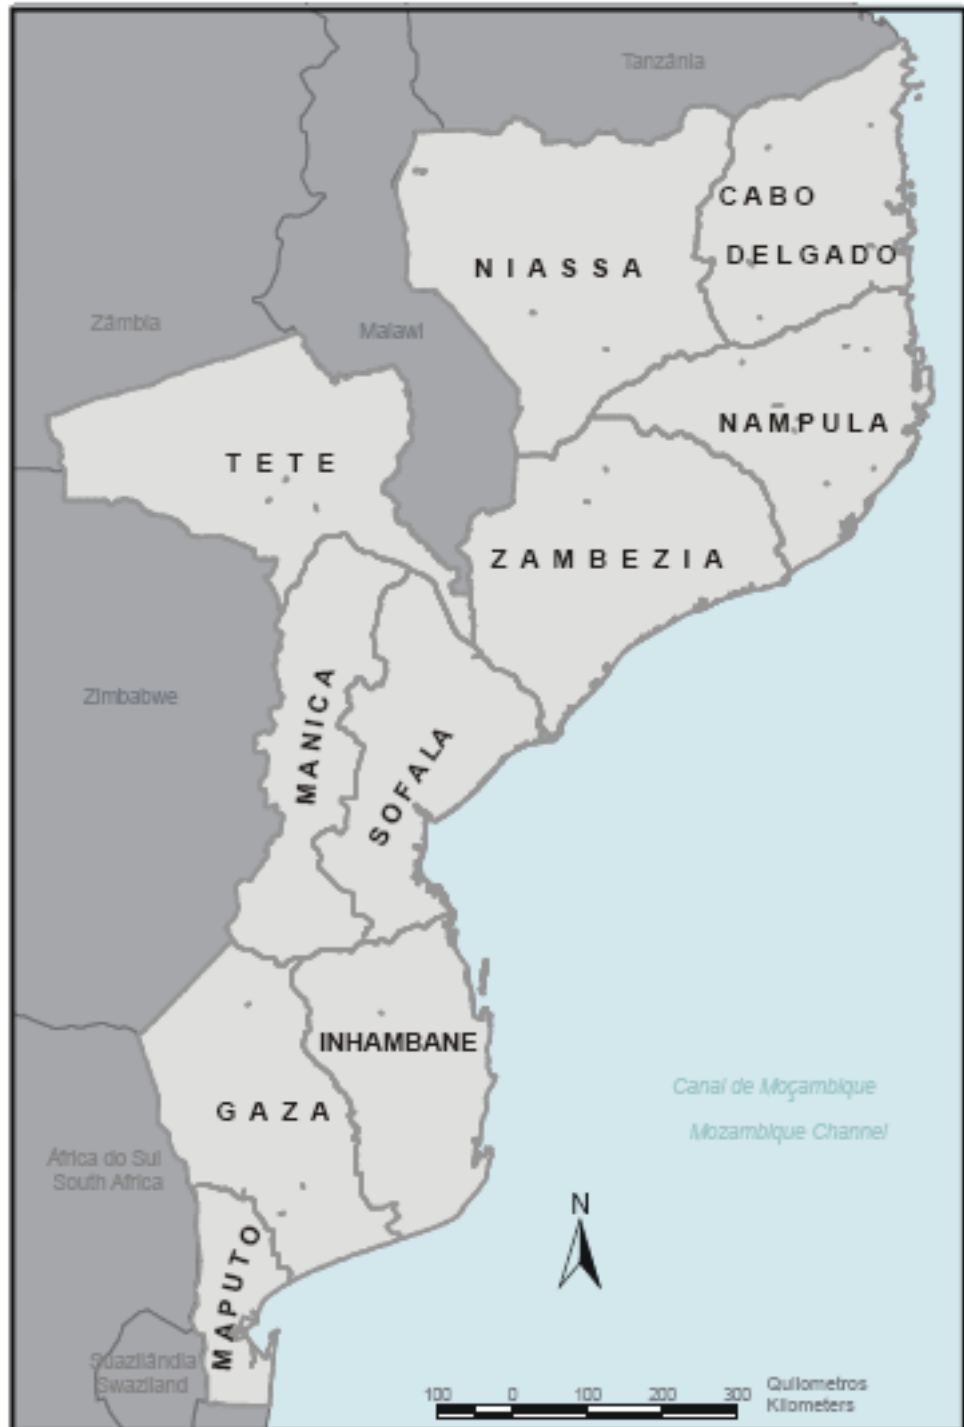 Tanzânia
CABO
DELGADO
NIASSA
Zâmbia
Malawi
NAMPULA
TETE
ZAMBEZIA
Zimbabwe
MANICA
SOFALA
INHAMBANE
Canal de Moçambique
Mozambique Channel
GAZA
África do Sul
South Africa
N
MAPUTO
Suazilândia
Swaziland
100 0 100 200 300
Quilometros
Kilometers